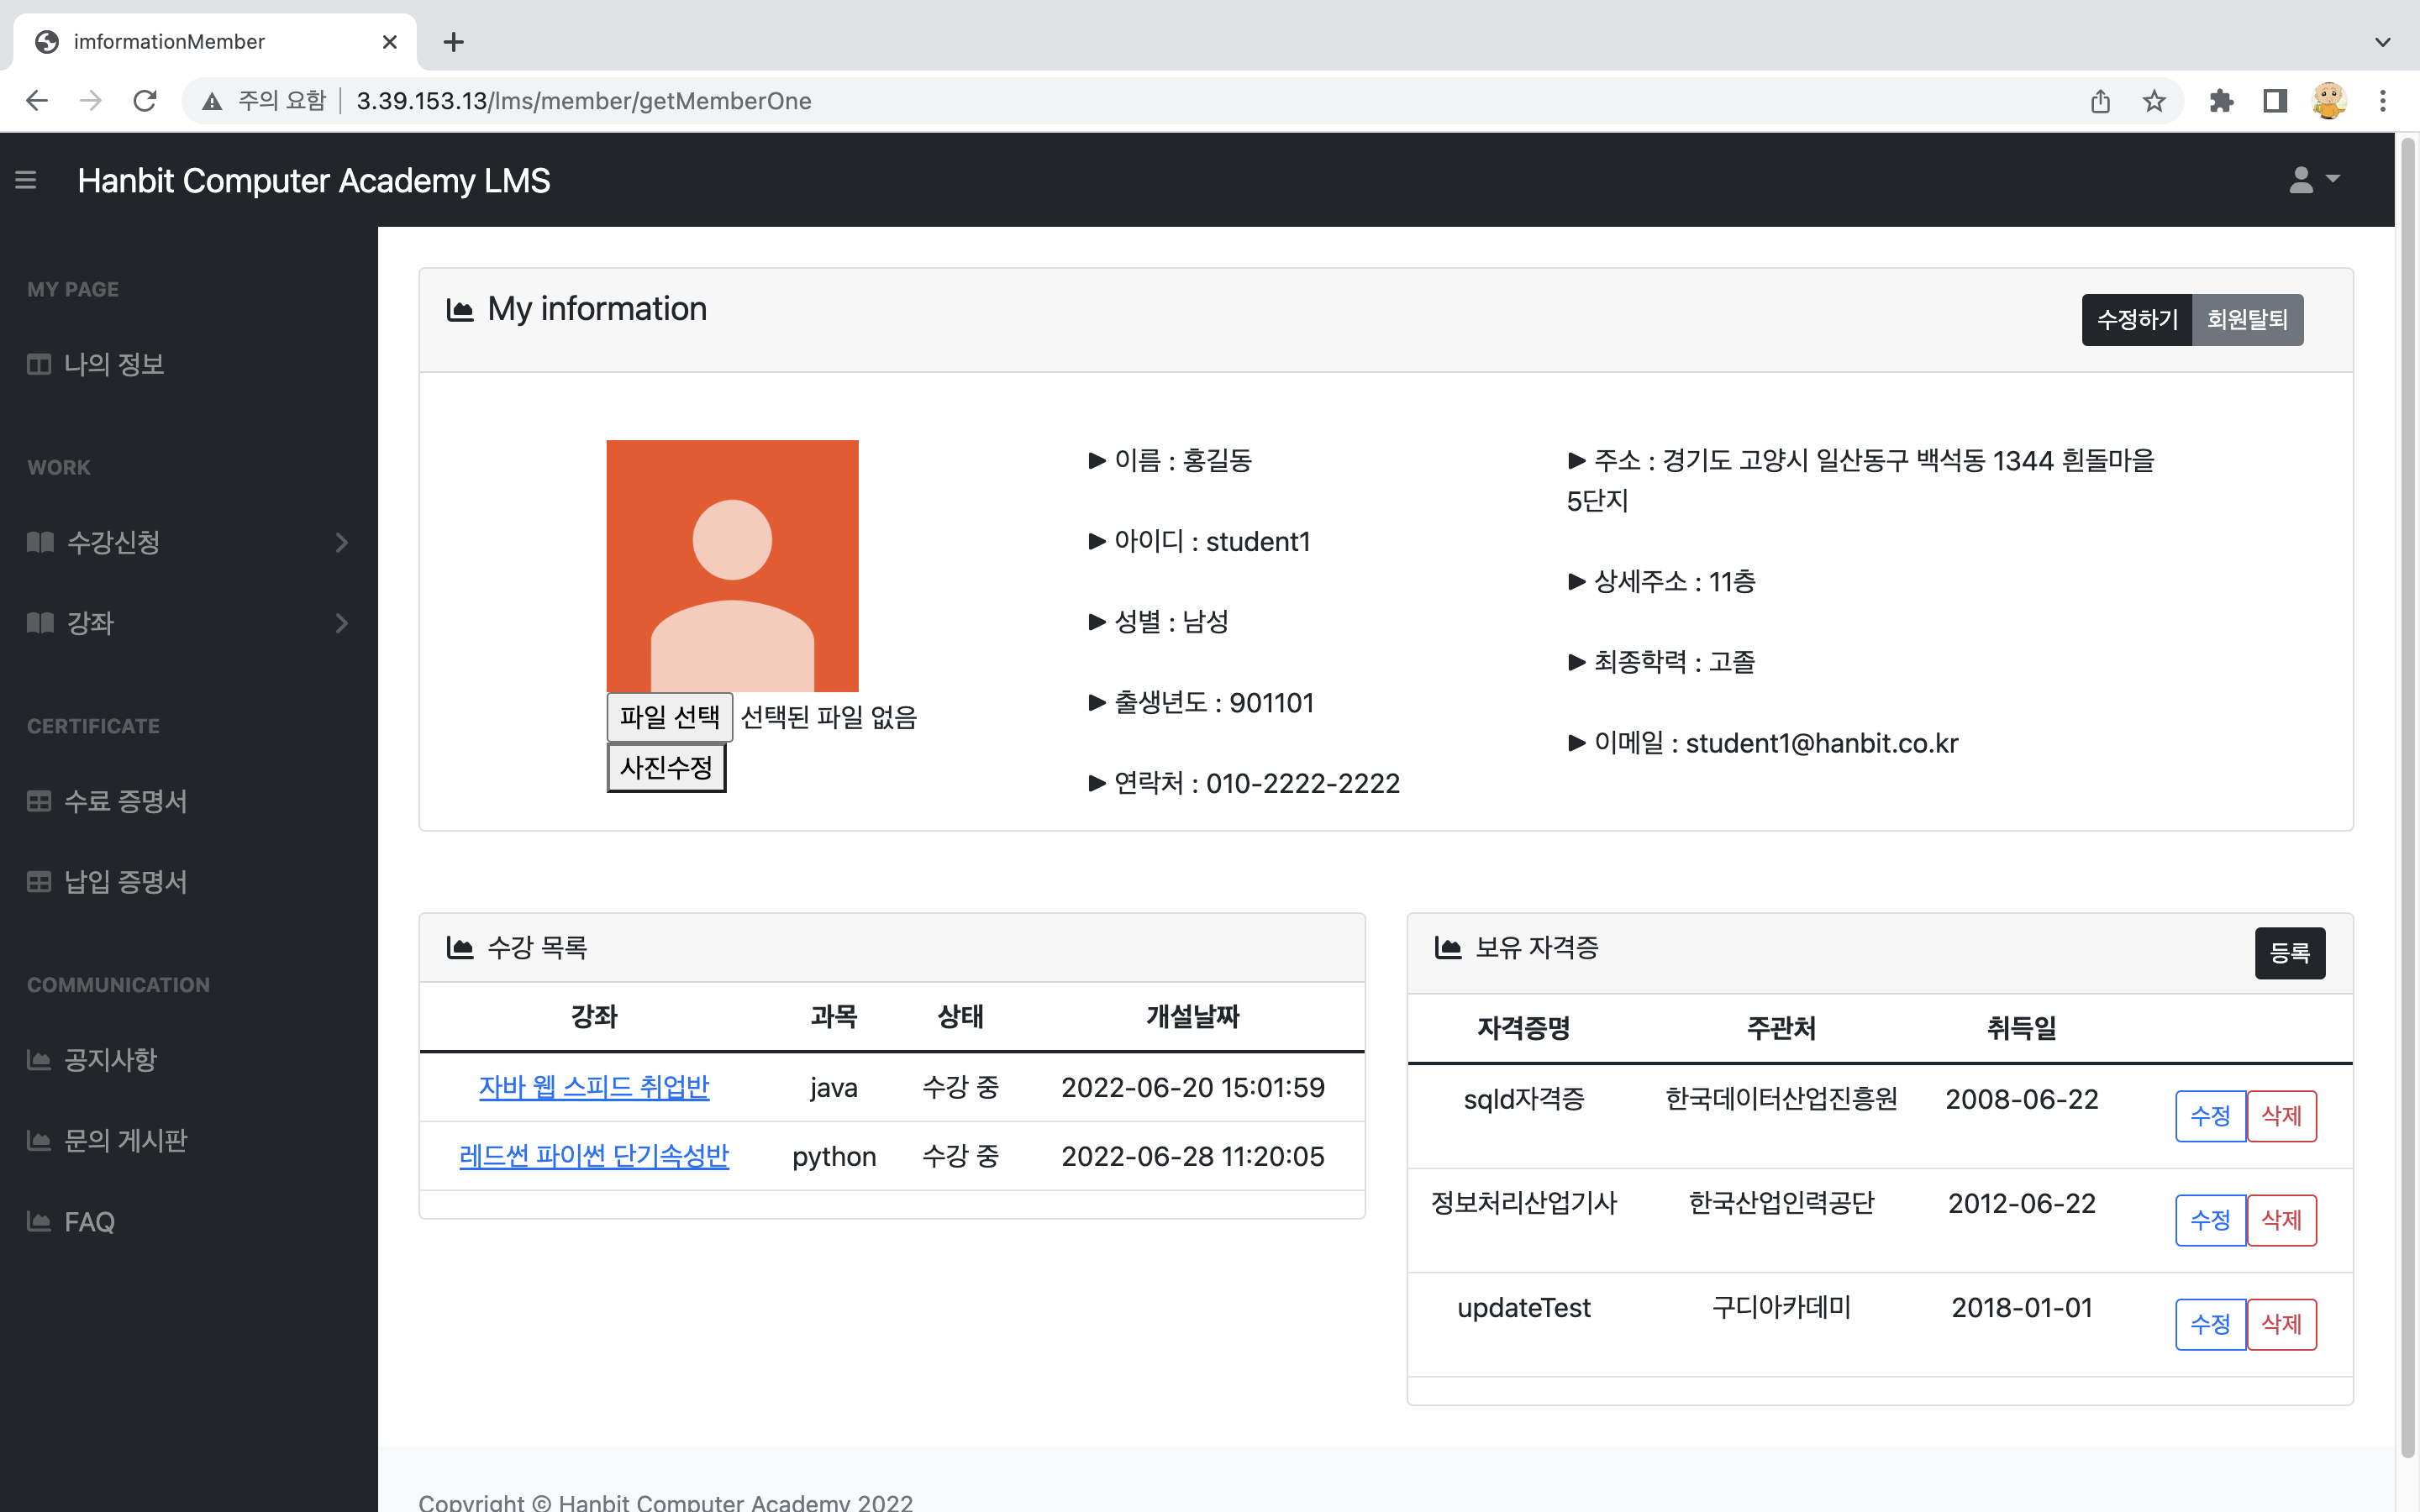 imformationMember
주의 요함 3.39.153.13/lms/member/getMemberOne
Hanbit Computer Academy LMS
MY PAGE
나의 정보
WORK
수강신청
강좌
CERTIFICATE
수료 증명서
납입 증명서
COMMUNICATION
공지사항
문의 게시판
FAQ
My information
수정하기 회원탈퇴
파일 선택 선택된 파일 없음
사진수정
▶ 이름 : 홍길동
▶ 아이디 : student1
▶ 성별 : 남성
▶ 출생년도 : 901101
▶ 연락처 : 010-2222-2222
▶ 주소 : 경기도 고양시 일산동구 백석동 1344 흰돌마을
5단지
▶ 상세주소 : 11층
▶ 최종학력 : 고졸
▶ 이메일 : student1@hanbit.co.kr
수강 목록
강좌 과목 상태 개설날짜
자바 웹 스피드 취업반 java 수강 중 2022-06-20 15:01:59
레드썬 파이썬 단기속성반 python 수강 중 2022-06-28 11:20:05
보유 자격증 등록
자격증명 주관처 취득일
sqld자격증 한국데이터산업진흥원 2008-06-22 수정 삭제
정보처리산업기사 한국산업인력공단 2012-06-22 수정 삭제
updateTest 구디아카데미 2018-01-01 수정 삭제
Copyright © Hanbit Computer Academy 2022